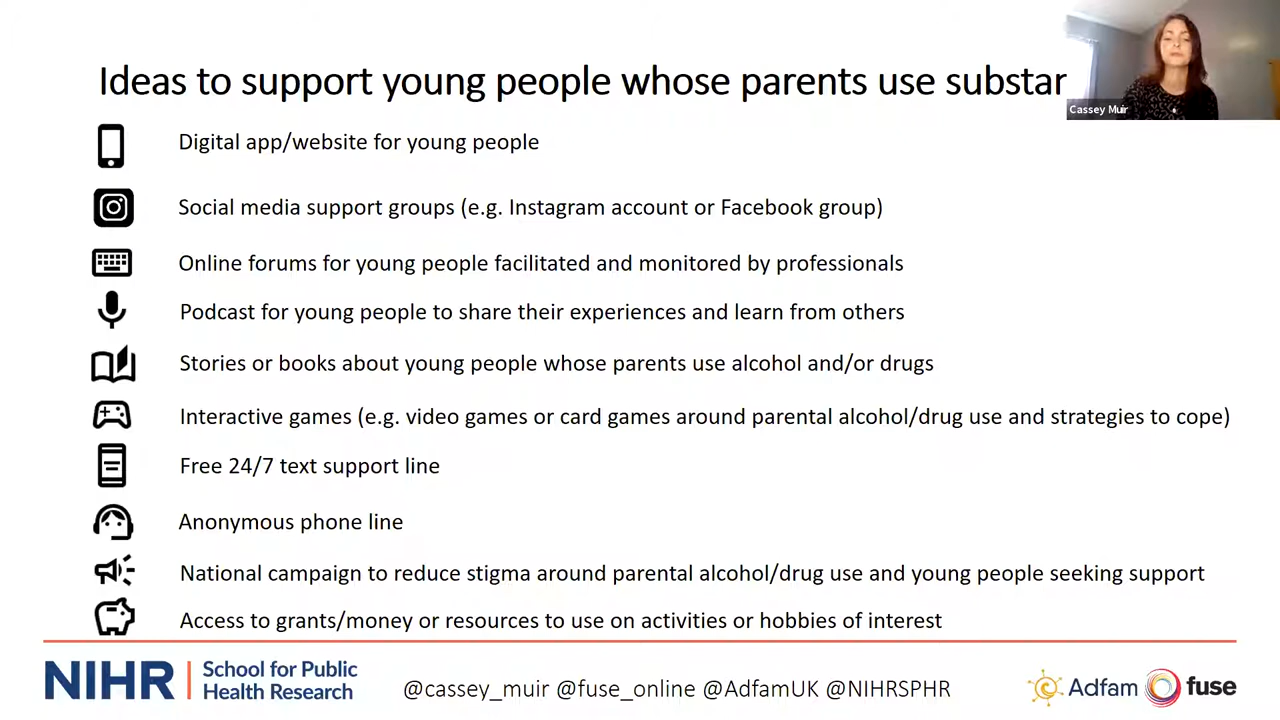 Ideas to support young people whose parents use substan
Cassey Muir
Digital app/website for young people
Social media support groups (e.g. Instagram account or Facebook group)
Online forums for young people facilitated and monitored by professionals
Podcast for young people to share their experiences and learn from others
Stories or books about young people whose parents use alcohol and/or drugs
Interactive games (e.g. video games or card games around parental alcohol/drug use and strategies to cope)
Free 24/7 text support line
Anonymous phone line
National campaign to reduce stigma around parental alcohol/drug use and young people seeking support
Access to grants/money or resources to use on activities or hobbies of interest
NIHR | School for Public
Health Research
@cassey_muir @fuse_online @AdfamUK @NIHRSPHR
Adfam fuse